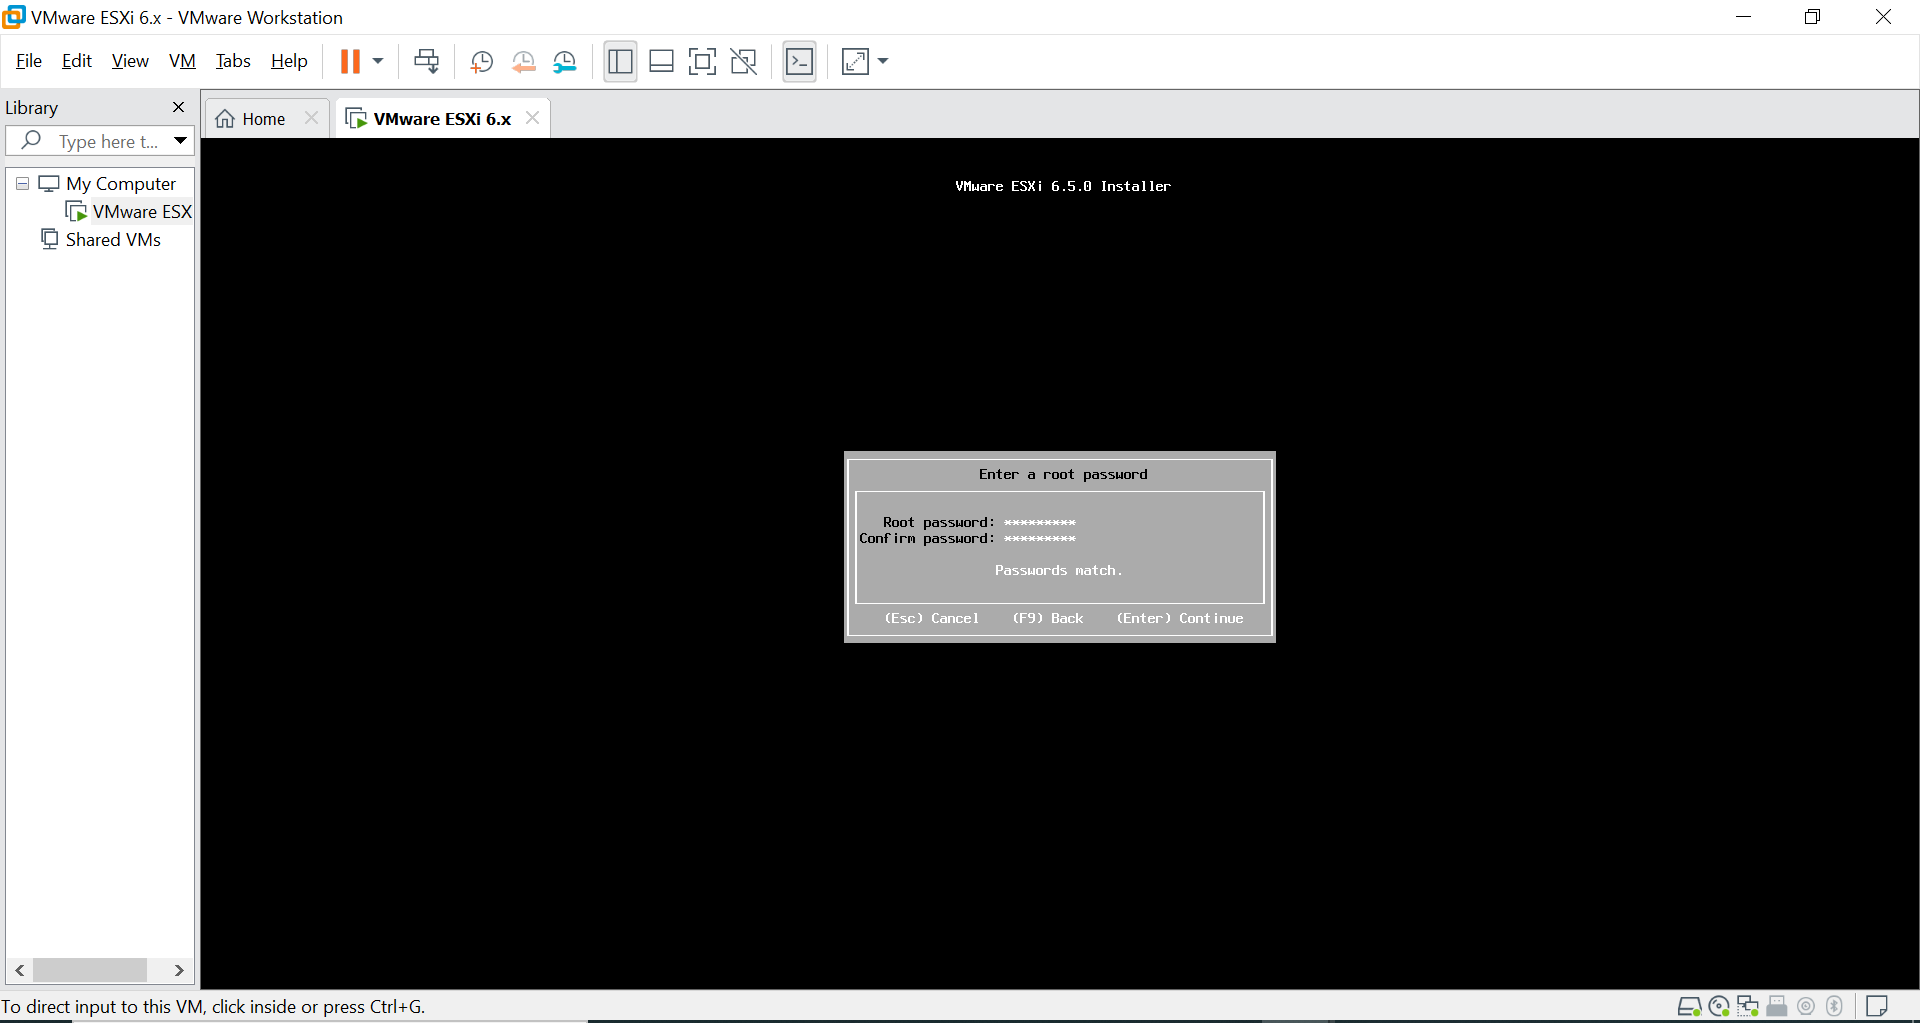 VMware ESXi 6.x - VMware Workstation
File Edit View VM Tabs Help
Library
Home
VMware ESXi 6.x
Type here t...
My Computer
VMware ESX
Shared VMs
VMware ESXi 6.5.0 Installer
Enter a root password
Root password: *********
Confirm password: *********
Passwords match.
(Esc) Cancel (F9) Back (Enter) Continue
To direct input to this VM, click inside or press Ctrl+G.